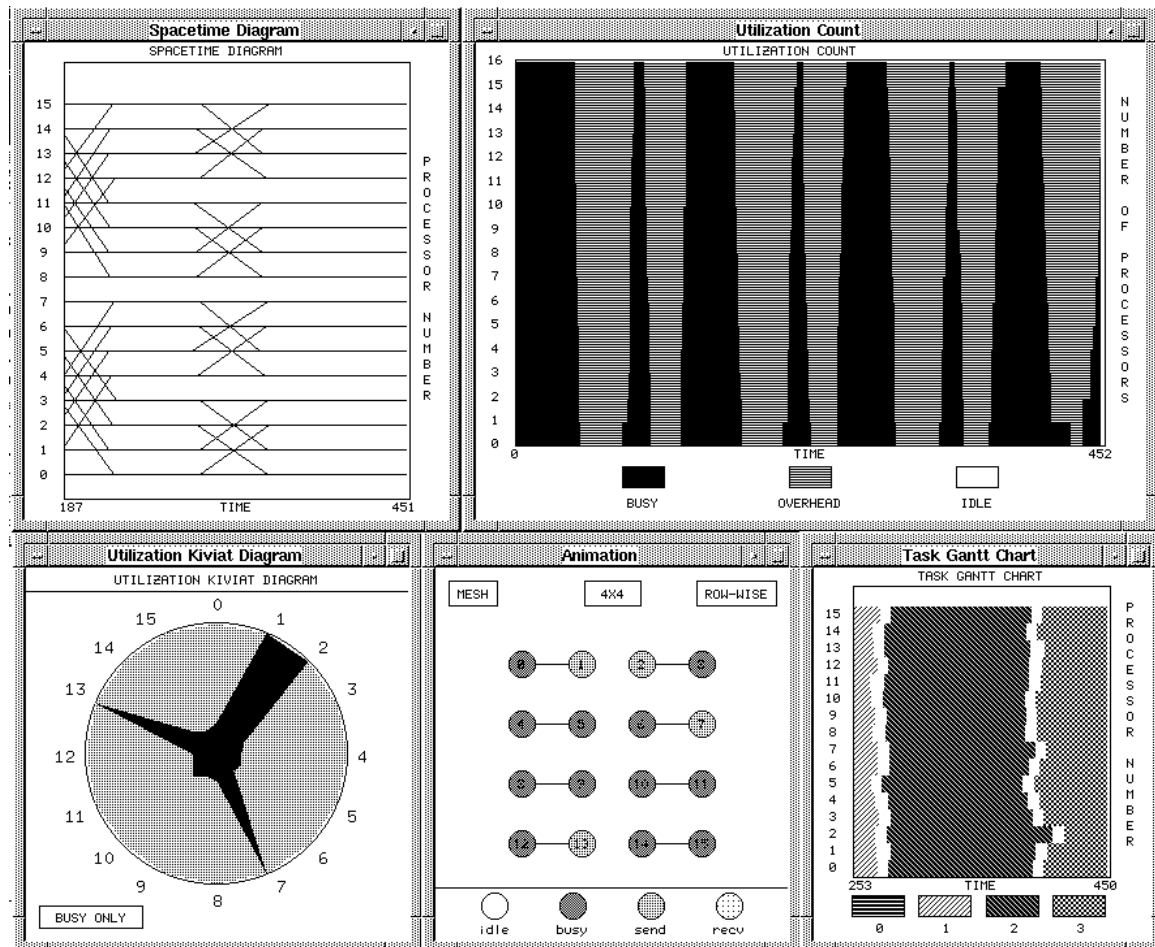 Spacetime Diagram
SPACETIME DIAGRAM
15
14
13
12
11
10
9
8
7
6
5
4
3
2
1
0
187 TIME 451
PROCESSOR NUMBER
Utilization Count
UTILIZATION COUNT
16
15
14
13
12
11
10
9
8
7
6
5
4
3
2
1
0
0 TIME 452
NUMBER OF PROCESSORS
BUSY OVERHEAD IDLE
Utilization Kiviat Diagram
UTILIZATION KIVIAT DIAGRAM
0
1
2
3
4
5
6
7
8
9
10
11
12
13
14
15
BUSY ONLY
Animation
MESH 4X4 ROW-WISE
0 1 2 3
4 5 6 7
8 9 10 11
12 13 14 15
idle busy send recv
Task Gantt Chart
TASK GANTT CHART
15
14
13
12
11
10
9
8
7
6
5
4
3
2
1
0
253 TIME 450
PROCESSOR NUMBER
0 1 2 3